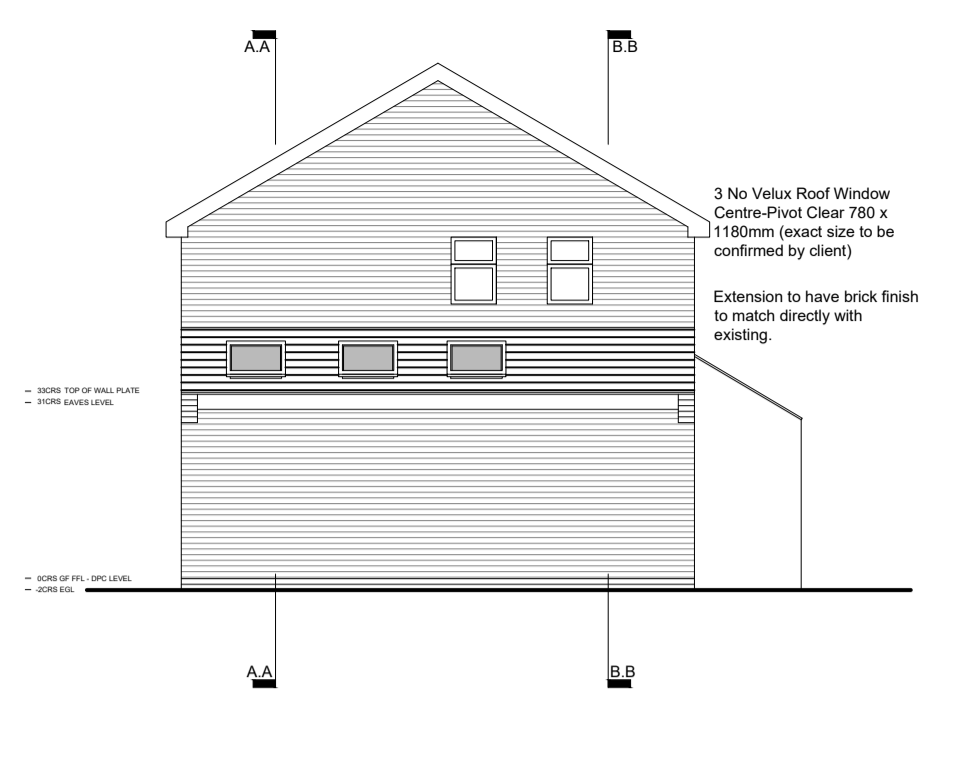 A.A
B.B
3 No Velux Roof Window
Centre-Pivot Clear 780 x
1180mm (exact size to be
confirmed by client)
Extension to have brick finish
to match directly with
existing.
33CRS TOP OF WALL PLATE
31CRS EAVES LEVEL
0CRS GF FFL - DPC LEVEL
-2CRS EGL
A.A
B.B